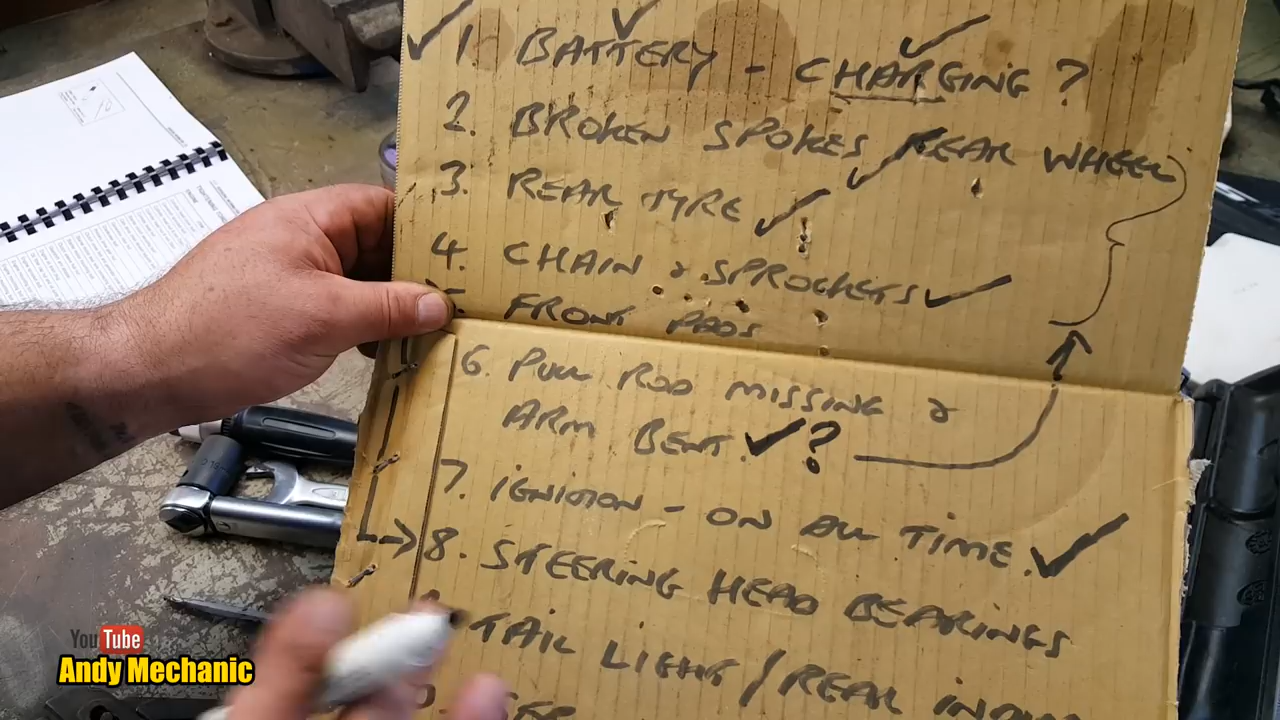 1. BATTERY - CHARGING ?
2. BROKEN SPOKES REAR WHEEL
3. REAR TYRE
4. CHAIN & SPROCKETS
FRONT PADS
6. PULL ROD MISSING &
ARM BENT. ?
7. IGNITION - ON ALL TIME.
8. STEERING HEAD BEARINGS
TAIL LIGHT / REAR
YouTube
Andy Mechanic